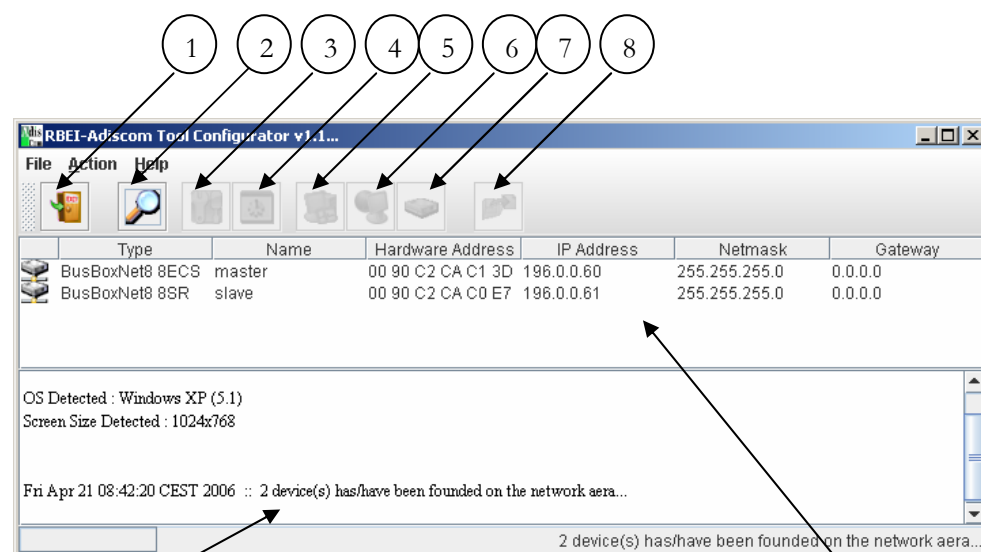 1 2 3 4 5 6 7 8
RBEI-Adiscom Tool Configurator v1.1...
File Action Help
EXIT
Type Name Hardware Address IP Address Netmask Gateway
BusBoxNet8 8ECS master 00 90 C2 CA C1 3D 196.0.0.60 255.255.255.0 0.0.0.0
BusBoxNet8 8SR slave 00 90 C2 CA C0 E7 196.0.0.61 255.255.255.0 0.0.0.0
OS Detected : Windows XP (5.1)
Screen Size Detected : 1024x768
Fri Apr 21 08:42:20 CEST 2006 :: 2 device(s) has/have been founded on the network aera...
2 device(s) has/have been founded on the network aera...